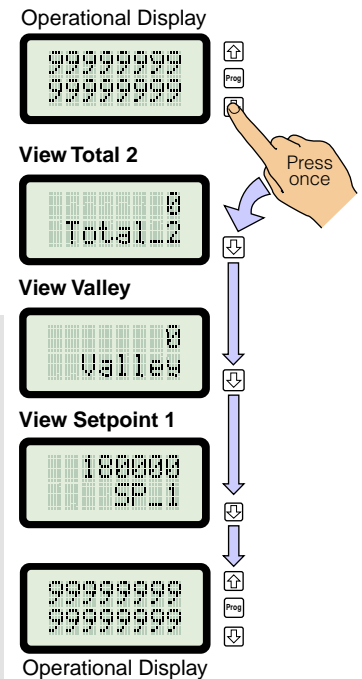 Operational Display
99999999
99999999
Prog
Press
once
View Total 2
0
Total_2
View Valley
0
Valley
View Setpoint 1
180000
SP_1
99999999
99999999
Prog
Operational Display